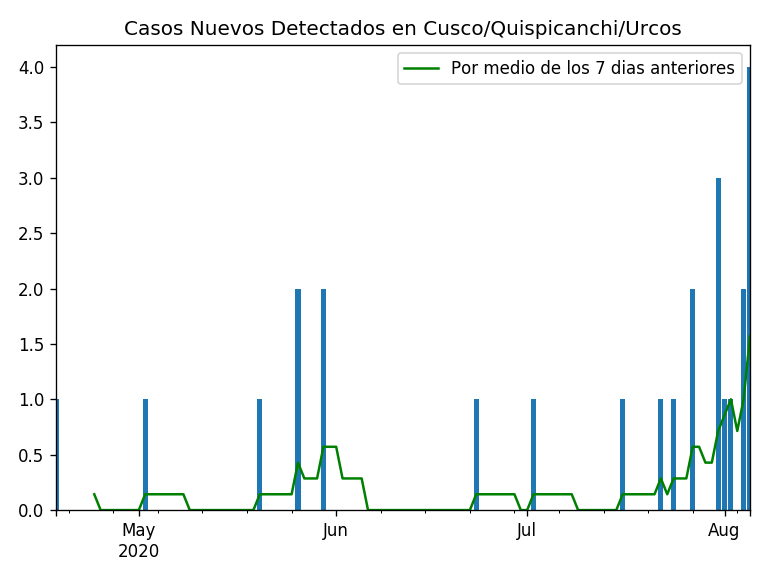 Casos Nuevos Detectados en Cusco/Quispicanchi/Urcos
Por medio de los 7 dias anteriores
4.0
3.5
3.0
2.5
2.0
1.5
1.0
0.5
0.0
May
2020
Jun
Jul
Aug